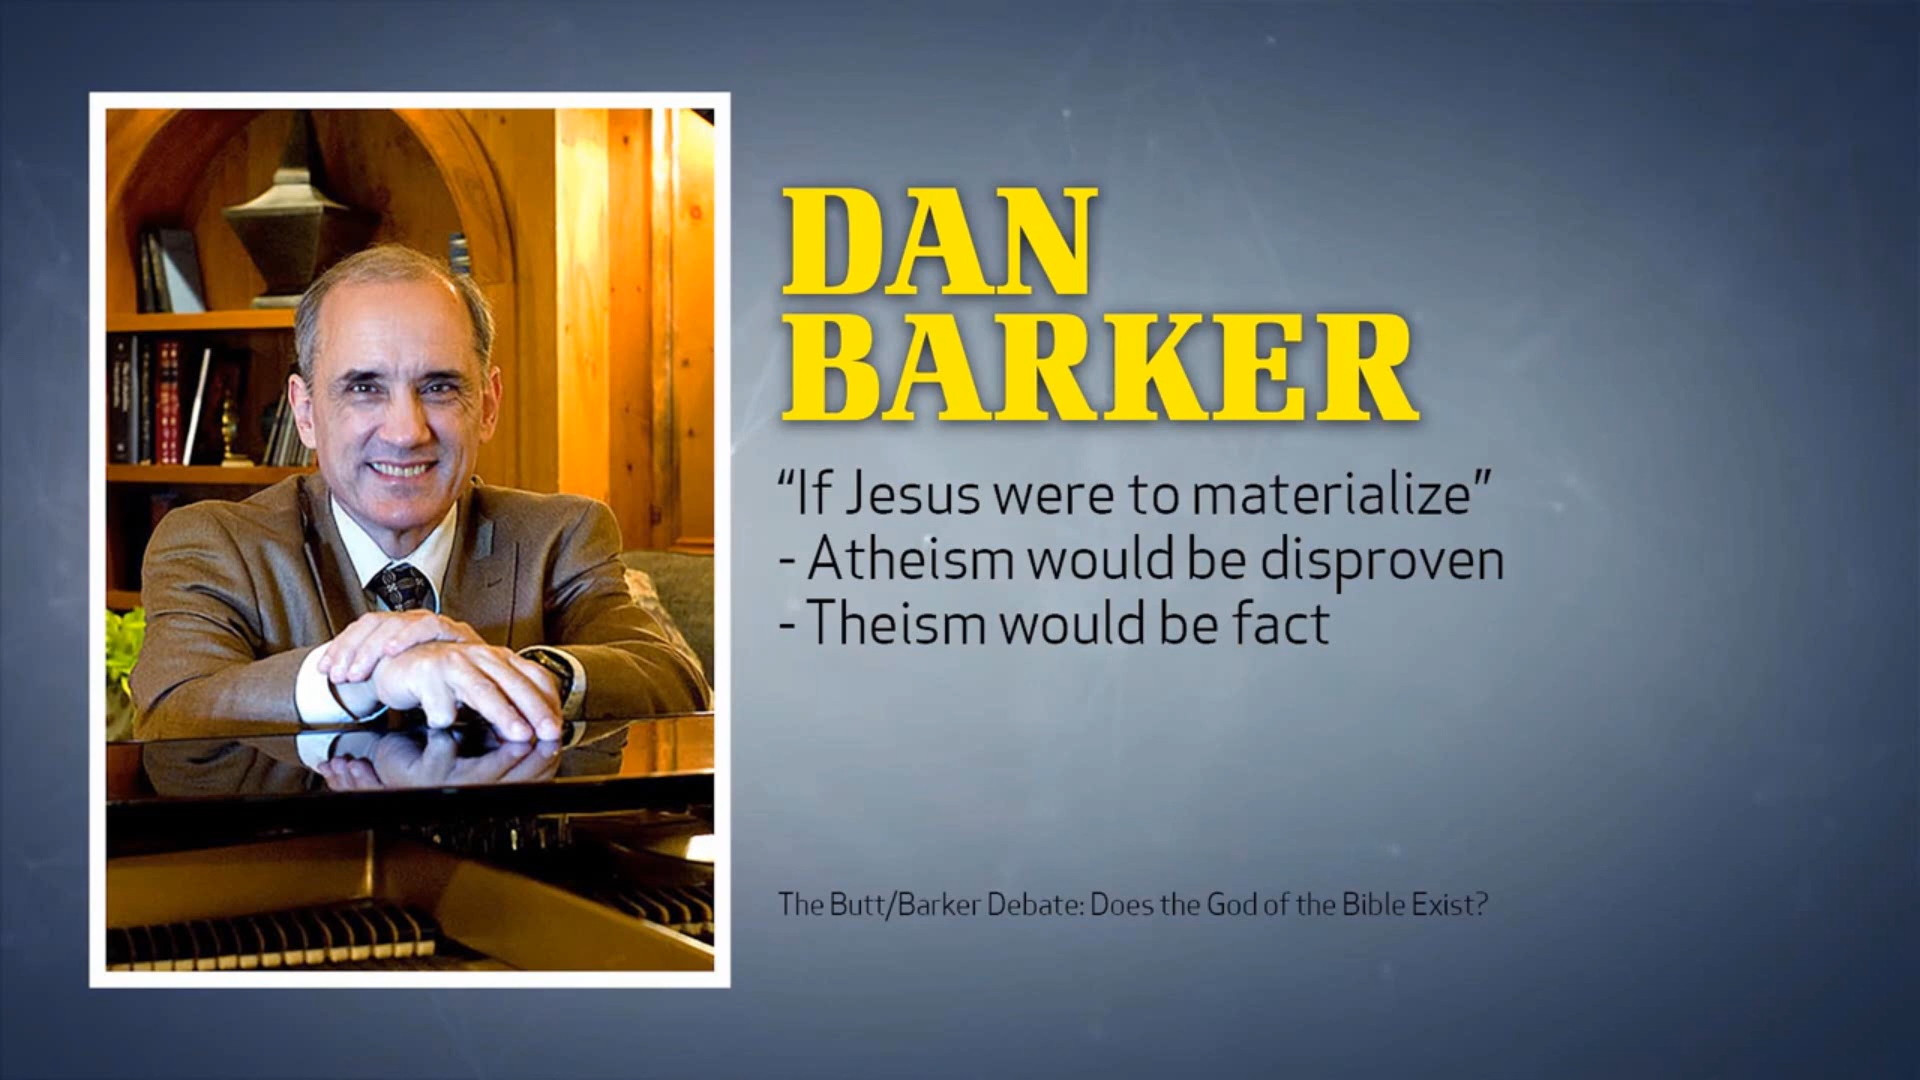 DAN
BARKER
“If Jesus were to materialize”
- Atheism would be disproven
- Theism would be fact
The Butt/Barker Debate: Does the God of the Bible Exist?